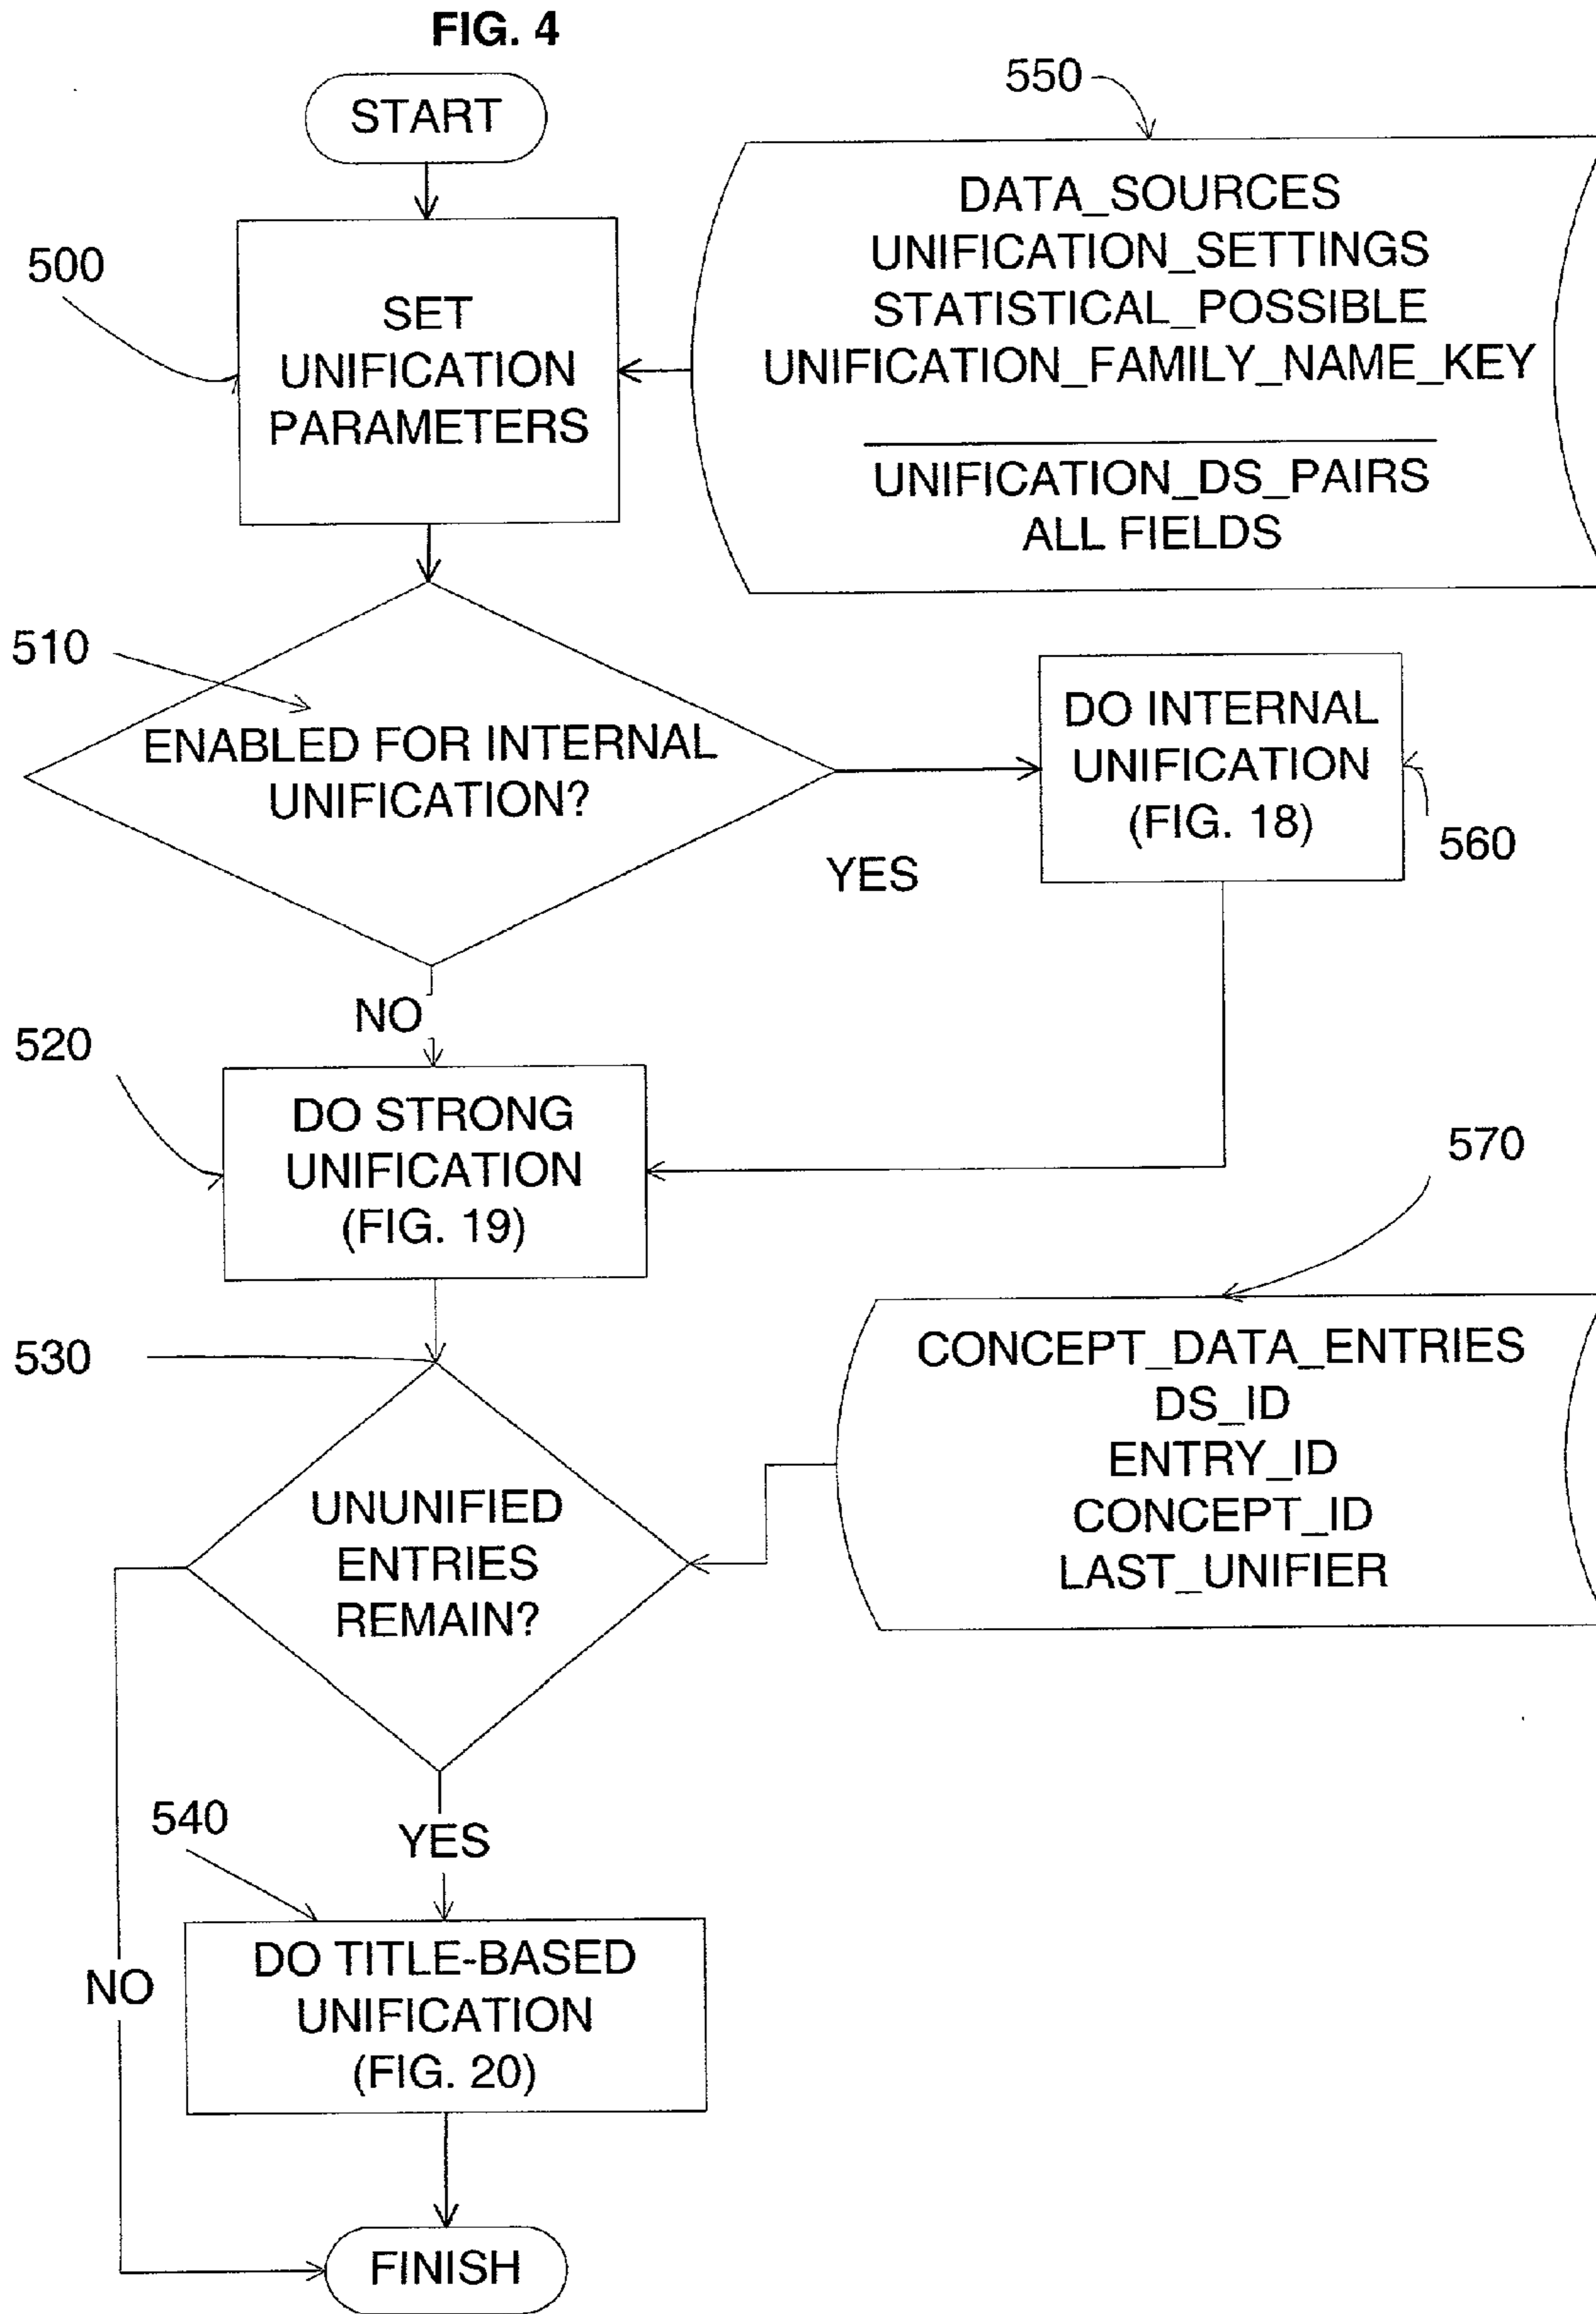 FIG. 4
START
550
DATA_SOURCES
UNIFICATION_SETTINGS
STATISTICAL_POSSIBLE
UNIFICATION_FAMILY_NAME_KEY
UNIFICATION_DS_PAIRS
ALL FIELDS
500
SET
UNIFICATION
PARAMETERS
510
ENABLED FOR INTERNAL
UNIFICATION?
YES
DO INTERNAL
UNIFICATION
(FIG. 18)
560
NO
520
DO STRONG
UNIFICATION
(FIG. 19)
570
CONCEPT_DATA_ENTRIES
DS_ID
ENTRY_ID
CONCEPT_ID
LAST_UNIFIER
530
UNUNIFIED
ENTRIES
REMAIN?
540
YES
NO
DO TITLE-BASED
UNIFICATION
(FIG. 20)
FINISH